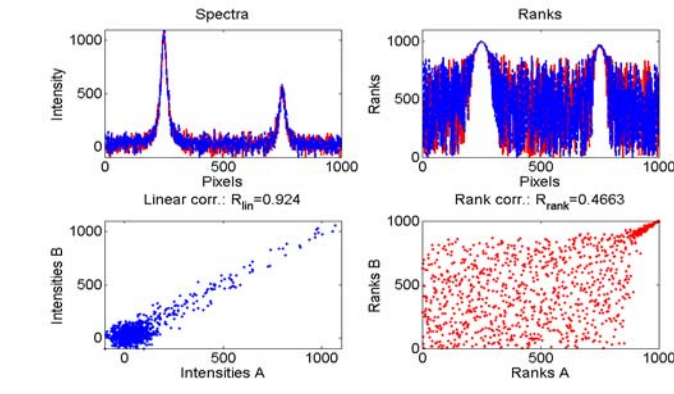 Spectra
Ranks
1000
500
0
Intensity
0
500
1000
Pixels
1000
500
0
Ranks
0
500
1000
Pixels
Linear corr.: Rlin=0.924
Rank corr.: Rrank=0.4663
1000
500
0
Intensities B
0
500
1000
Intensities A
1000
500
0
Ranks B
0
500
1000
Ranks A